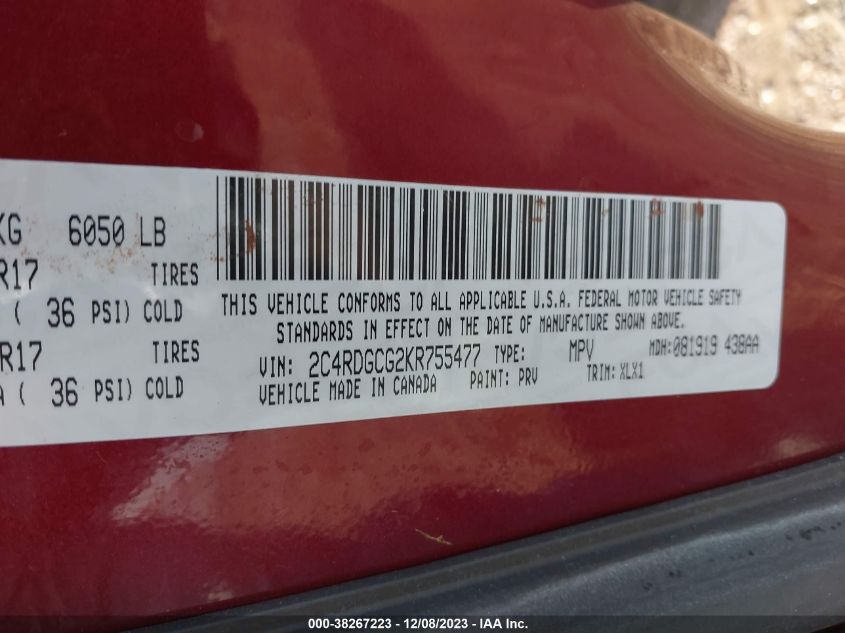 KG 6050 LB
R17 TIRES
( 36 PSI) COLD
R17 TIRES
A ( 36 PSI) COLD
THIS VEHICLE CONFORMS TO ALL APPLICABLE U.S.A. FEDERAL MOTOR VEHICLE SAFETY
STANDARDS IN EFFECT ON THE DATE OF MANUFACTURE SHOWN ABOVE.
VIN: 2C4RDGCG2KR755477 TYPE: MPV MDH:081919 438AA
VEHICLE MADE IN CANADA PAINT: PRV TRIM: XLX1
000-38267223 - 12/08/2023 - IAA Inc.